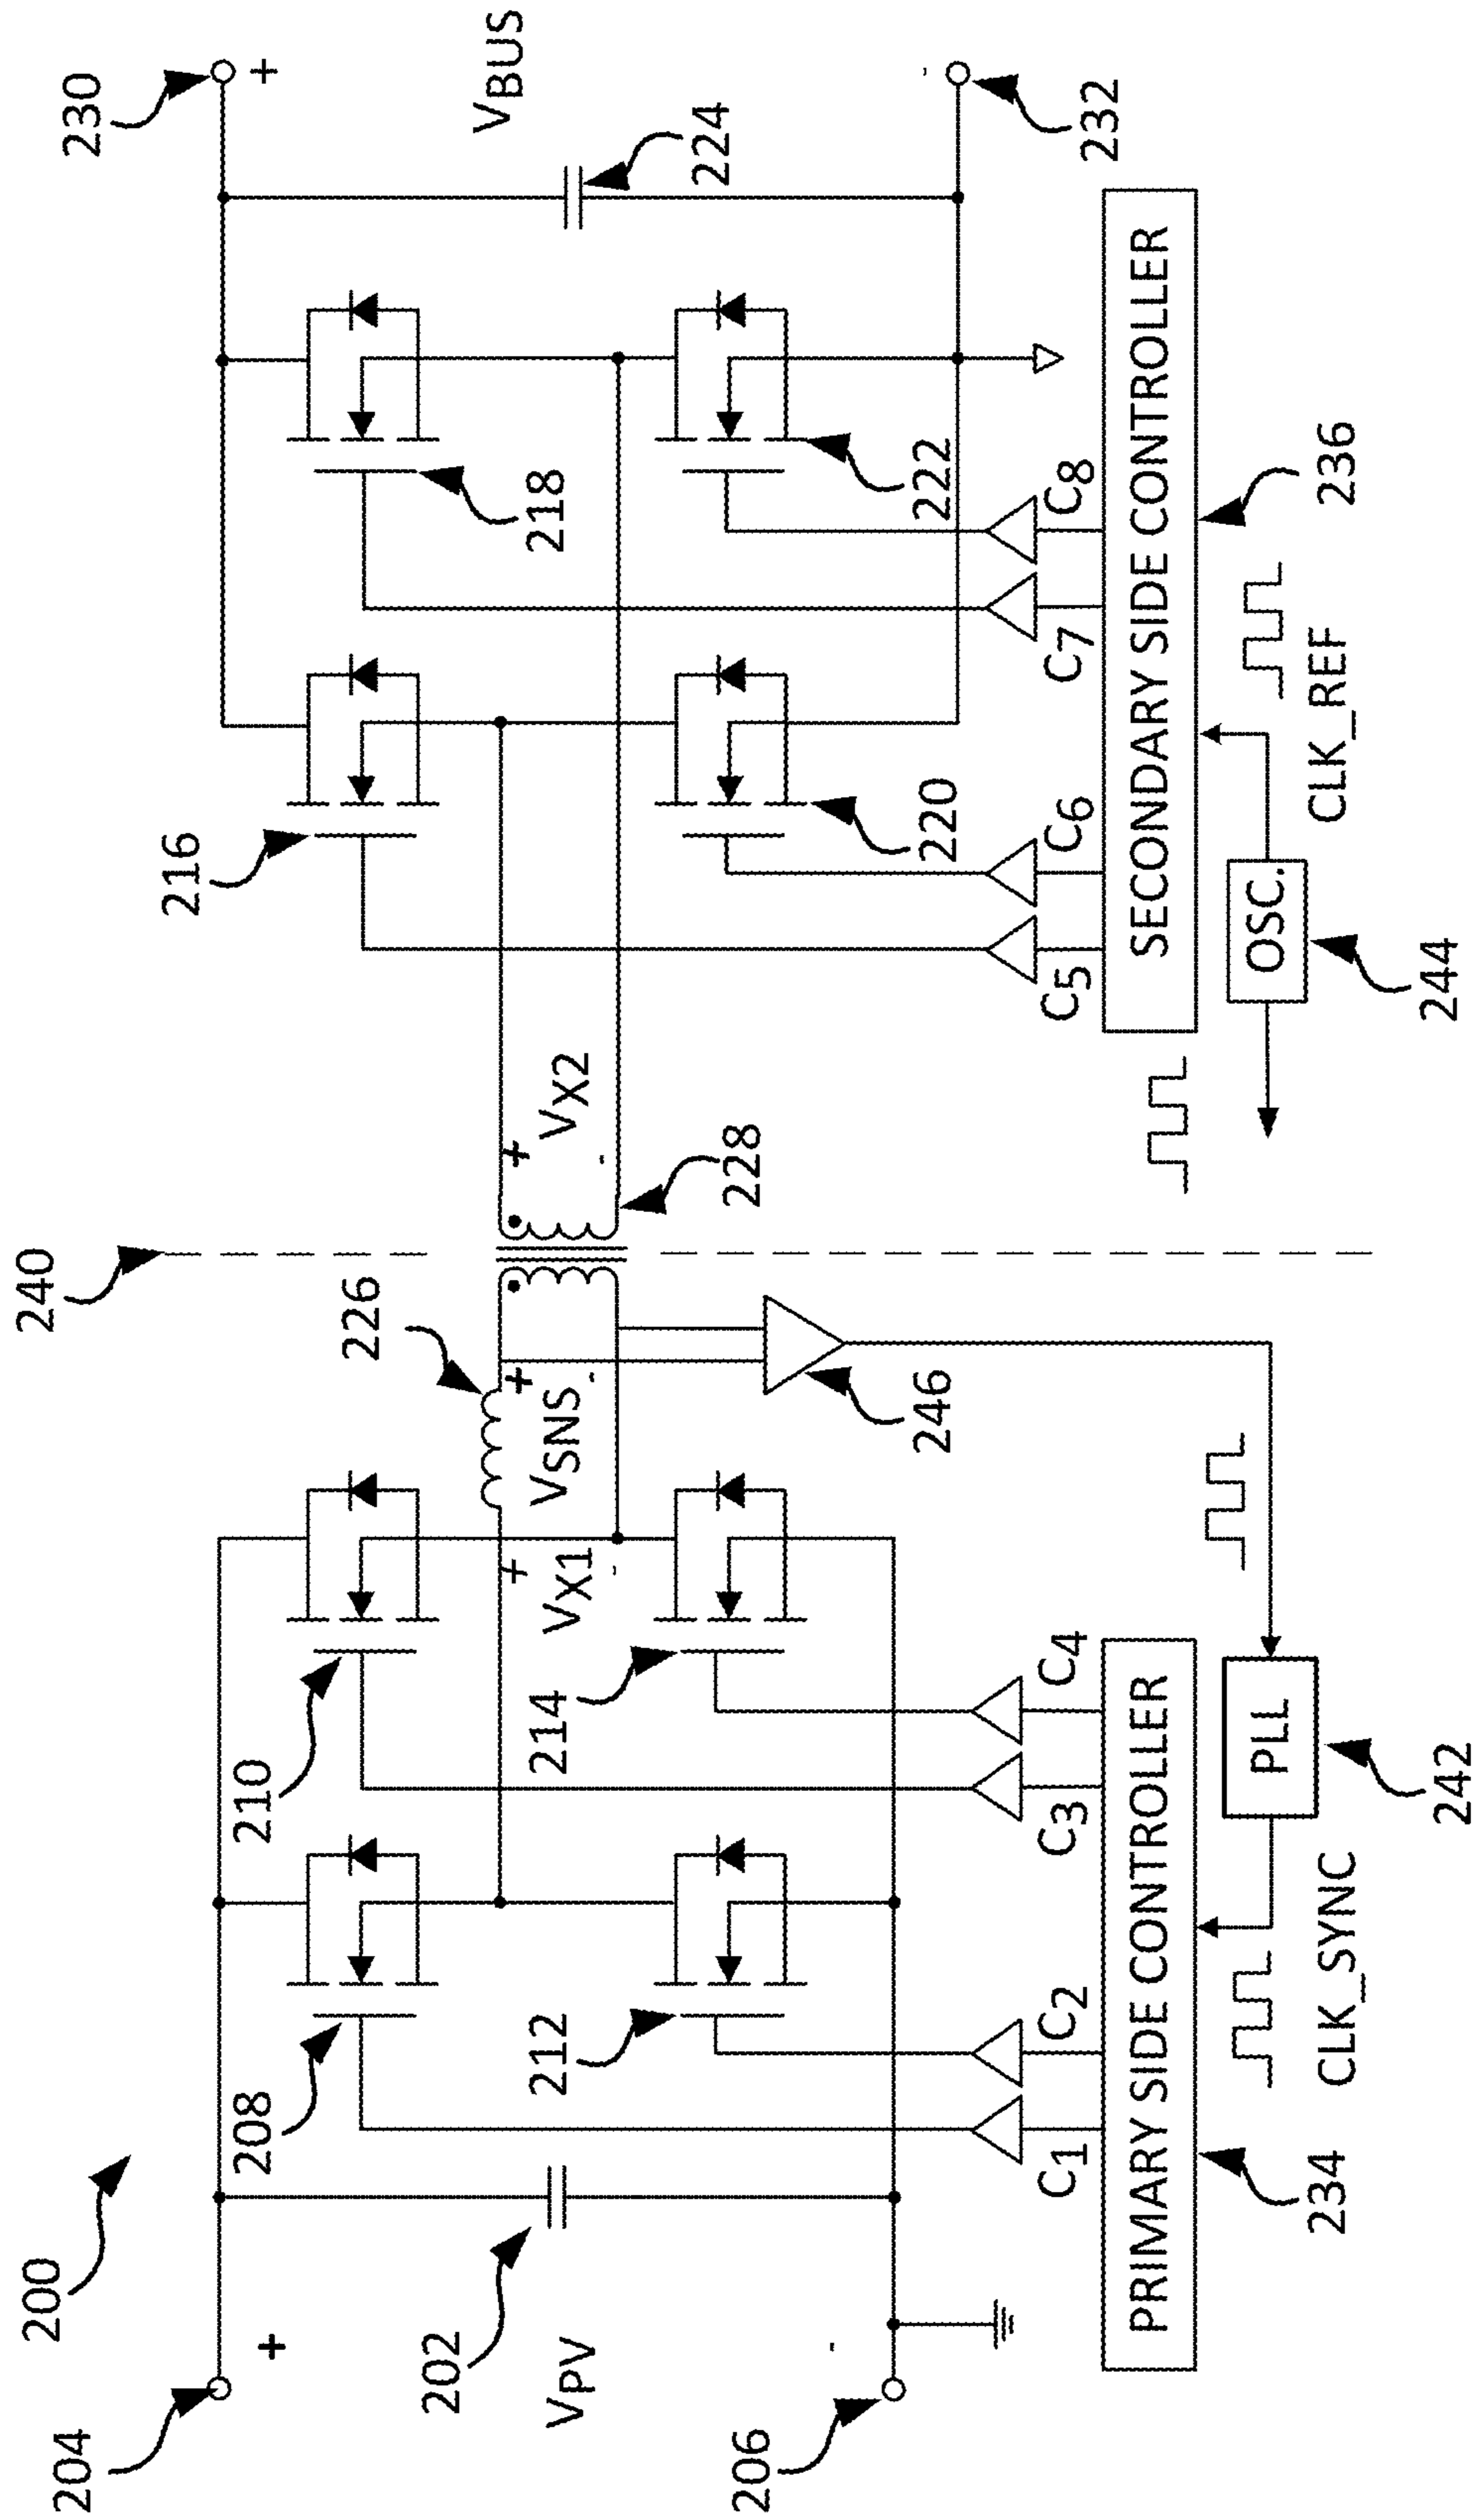 200
240
204
+
208
210
226
216
230
+
202
VPV
-
212
214
+
VX1
-
+
VSNS
-
+
VX2
-
228
218
220
222
224
VBUS
-
206
246
232
C1
C2
C3
C4
C5
C6
C7
C8
PRIMARY SIDE CONTROLLER
SECONDARY SIDE CONTROLLER
234
CLK_SYNC
PLL
242
OSC.
244
CLK_REF
236